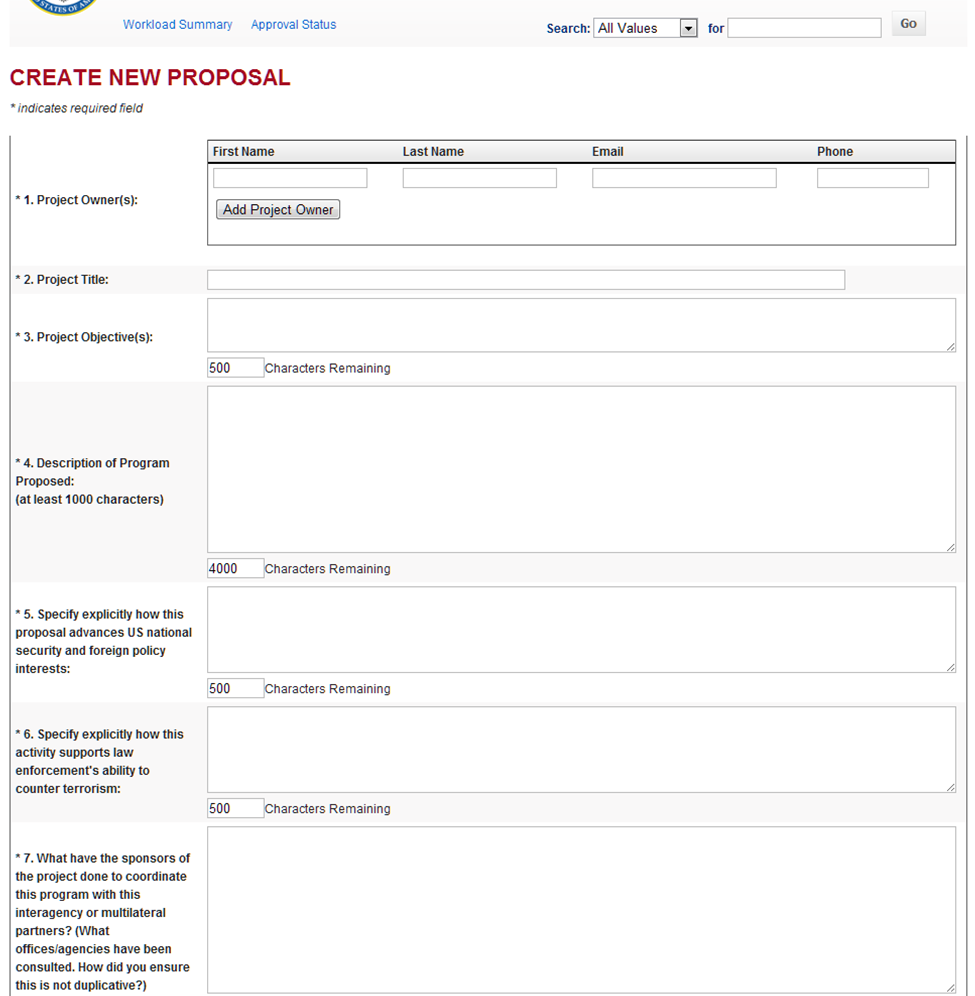 STATES OF
Workload Summary Approval Status Search: All Values for Go
CREATE NEW PROPOSAL
* indicates required field
First Name Last Name Email Phone
* 1. Project Owner(s):
Add Project Owner
* 2. Project Title:
* 3. Project Objective(s):
500 Characters Remaining
* 4. Description of Program
Proposed:
(at least 1000 characters)
4000 Characters Remaining
* 5. Specify explicitly how this
proposal advances US national
security and foreign policy
interests:
500 Characters Remaining
* 6. Specify explicitly how this
activity supports law
enforcement's ability to
counter terrorism:
500 Characters Remaining
* 7. What have the sponsors of
the project done to coordinate
this program with this
interagency or multilateral
partners? (What
offices/agencies have been
consulted. How did you ensure
this is not duplicative?)